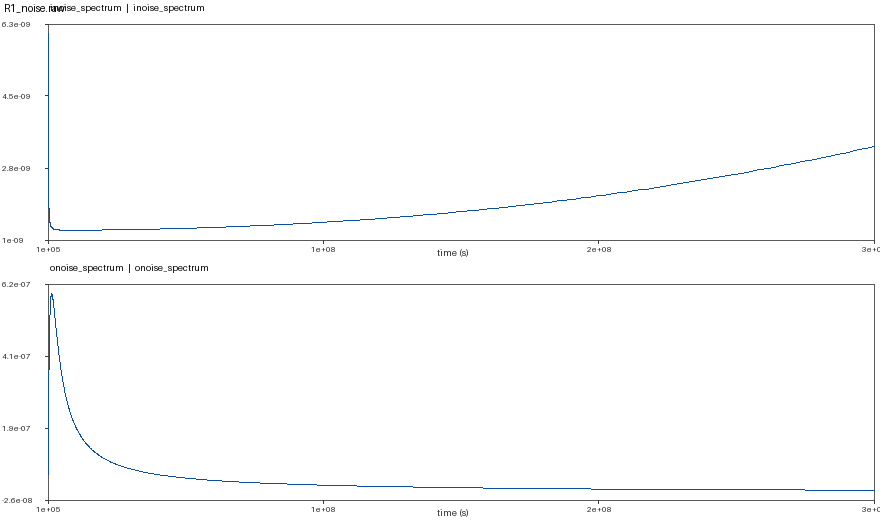 R1_noise.raw
inoise_spectrum | inoise_spectrum
6.3e-09
4.5e-09
2.8e-09
1e-09
1e+05
1e+08
2e+08
time (s)
onoise_spectrum | onoise_spectrum
6.2e-07
4.1e-07
1.9e-07
-2.6e-08
1e+05
1e+08
2e+08
time (s)